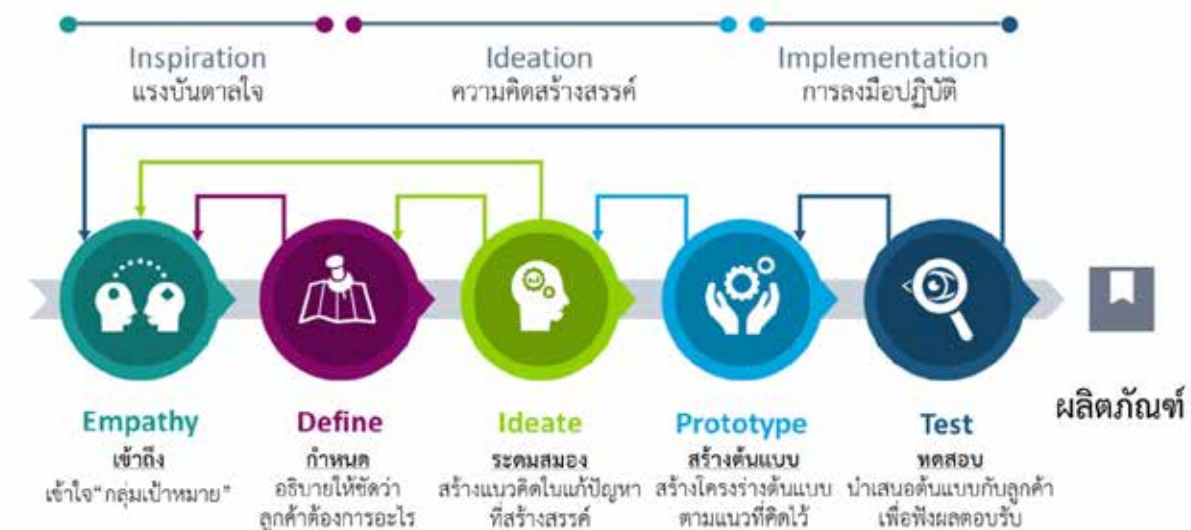 Inspiration
แรงบันดาลใจ
Ideation
ความคิดสร้างสรรค์
Implementation
การลงมือปฏิบัติ
Empathy
เข้าถึง
เข้าใจ“กลุ่มเป้าหมาย”
Define
กำหนด
อธิบายให้ชัดว่า
ลูกค้าต้องการอะไร
Ideate
ระดมสมอง
สร้างแนวคิดในแก้ปัญหา
ที่สร้างสรรค์
Prototype
สร้างต้นแบบ
สร้างโครงร่างต้นแบบ
ตามแนวที่คิดไว้
Test
ทดสอบ
นำเสนอต้นแบบกับลูกค้า
เพื่อฟังผลตอบรับ
ผลิตภัณฑ์